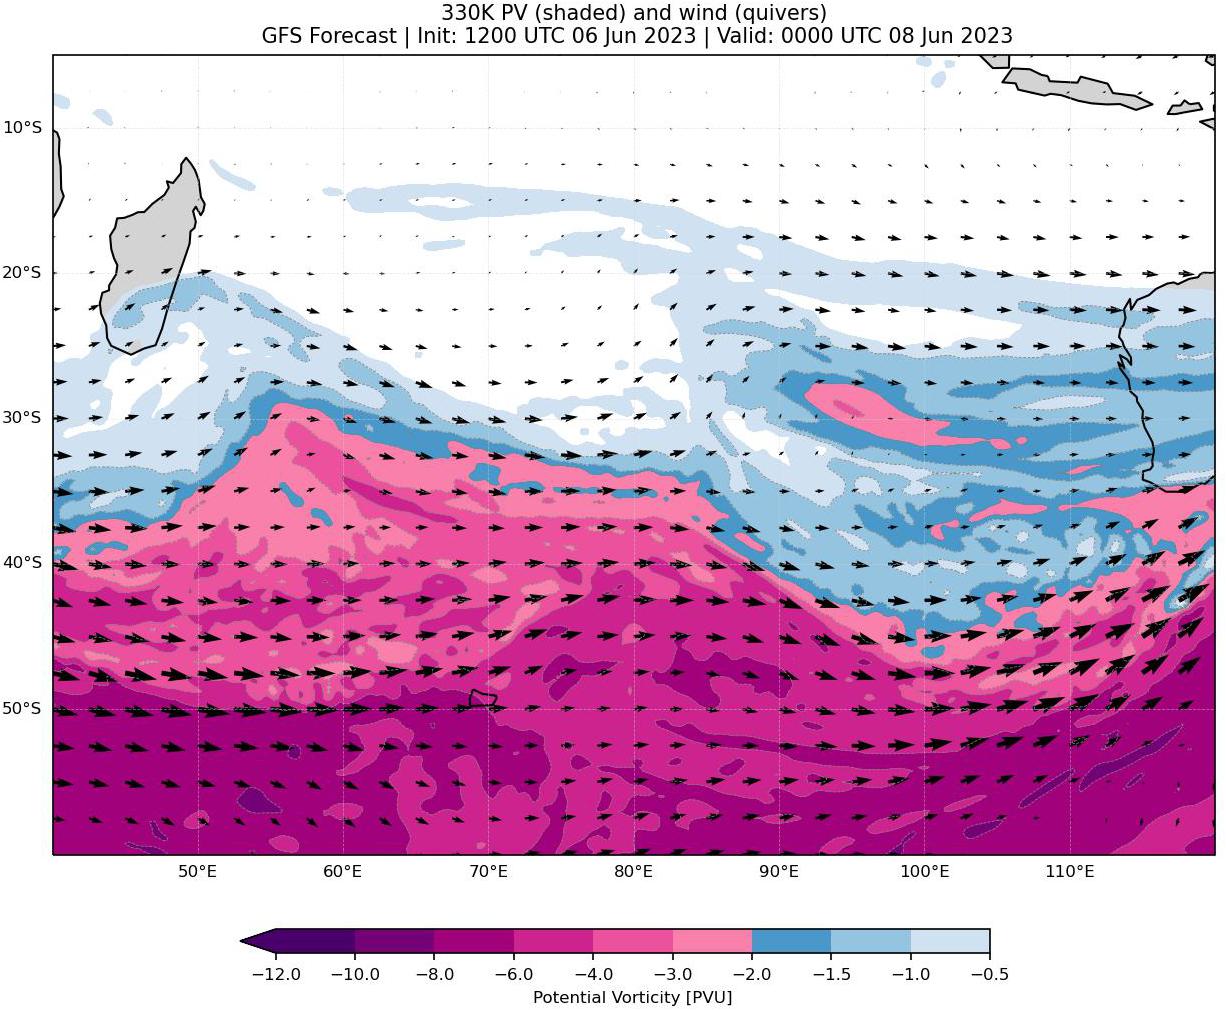 330K PV (shaded) and wind (quivers)
GFS Forecast | Init: 1200 UTC 06 Jun 2023 | Valid: 0000 UTC 08 Jun 2023
10°S
20°S
30°S
40°S
50°S
50°E 60°E 70°E 80°E 90°E 100°E 110°E
−12.0 −10.0 −8.0 −6.0 −4.0 −3.0 −2.0 −1.5 −1.0 −0.5
Potential Vorticity [PVU]